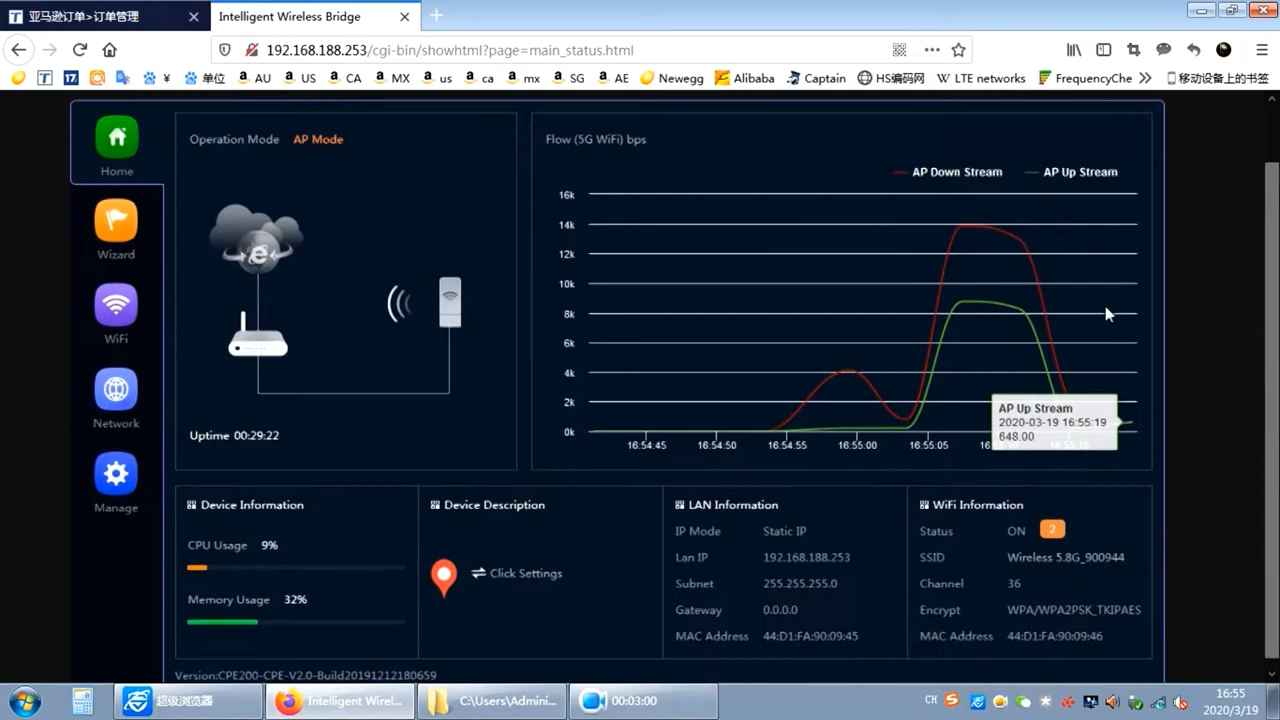 亚马逊订单>订单管理
Intelligent Wireless Bridge
192.168.188.253/cgi-bin/showhtml?page=main_status.html
17
¥
单位
AU
US
CA
MX
us
ca
mx
SG
AE
Newegg
Alibaba
Captain
HS编码网
LTE networks
FrequencyChe
移动设备上的书签
Home
Wizard
WiFi
Network
Manage
Operation Mode AP Mode
Uptime 00:29:22
Flow (5G WiFi) bps
AP Down Stream
AP Up Stream
16k
14k
12k
10k
8k
6k
4k
2k
0k
16:54:45
16:54:50
16:54:55
16:55:00
16:55:05
16:55:15
AP Up Stream
2020-03-19 16:55:19
648.00
Device Information
CPU Usage 9%
Memory Usage 32%
Device Description
Click Settings
LAN Information
IP Mode Static IP
Lan IP 192.168.188.253
Subnet 255.255.255.0
Gateway 0.0.0.0
MAC Address 44:D1:FA:90:09:45
WiFi Information
Status ON 2
SSID Wireless 5.8G_900944
Channel 36
Encrypt WPA/WPA2PSK_TKIPAES
MAC Address 44:D1:FA:90:09:46
Version:CPE200-CPE-V2.0-Build20191212180659
超级浏览器
Intelligent Wirel...
C:\Users\Admini...
00:03:00
CH
16:55
2020/3/19